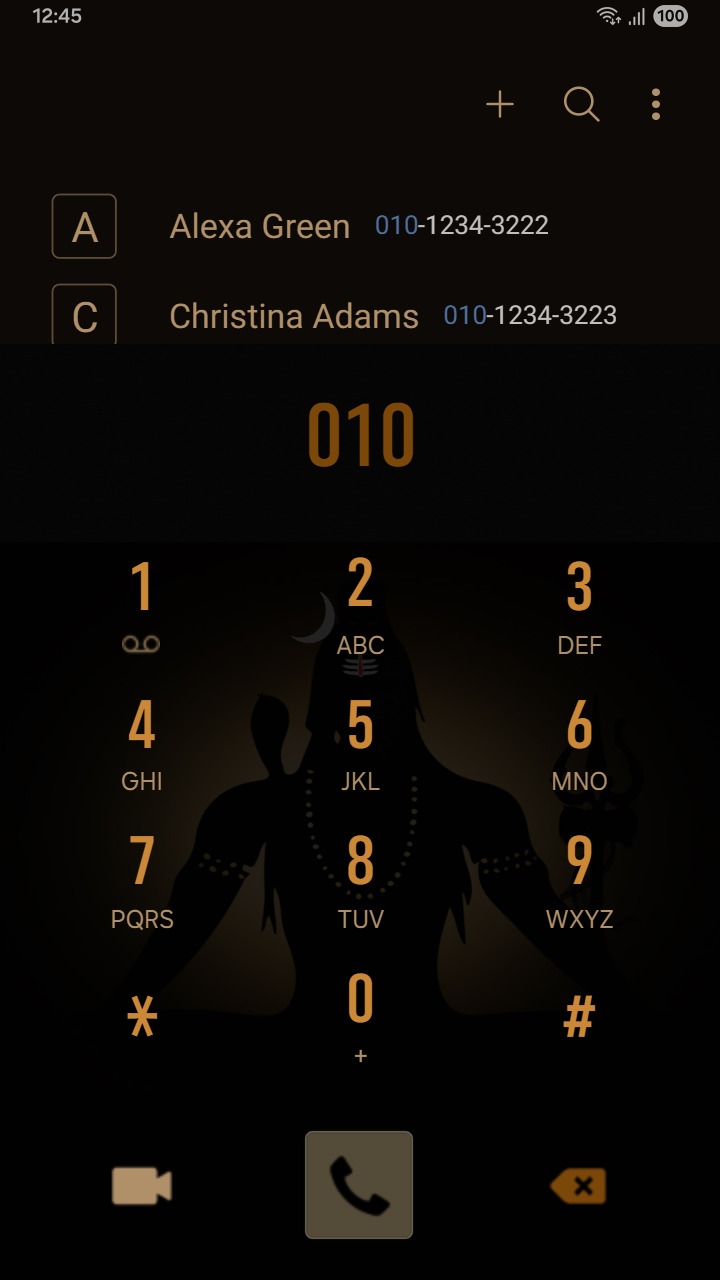 12:45 100
A Alexa Green 010-1234-3222
C Christina Adams 010-1234-3223
010
1 2 3
ABC DEF
4 5 6
GHI JKL MNO
7 8 9
PQRS TUV WXYZ
* 0 #
+